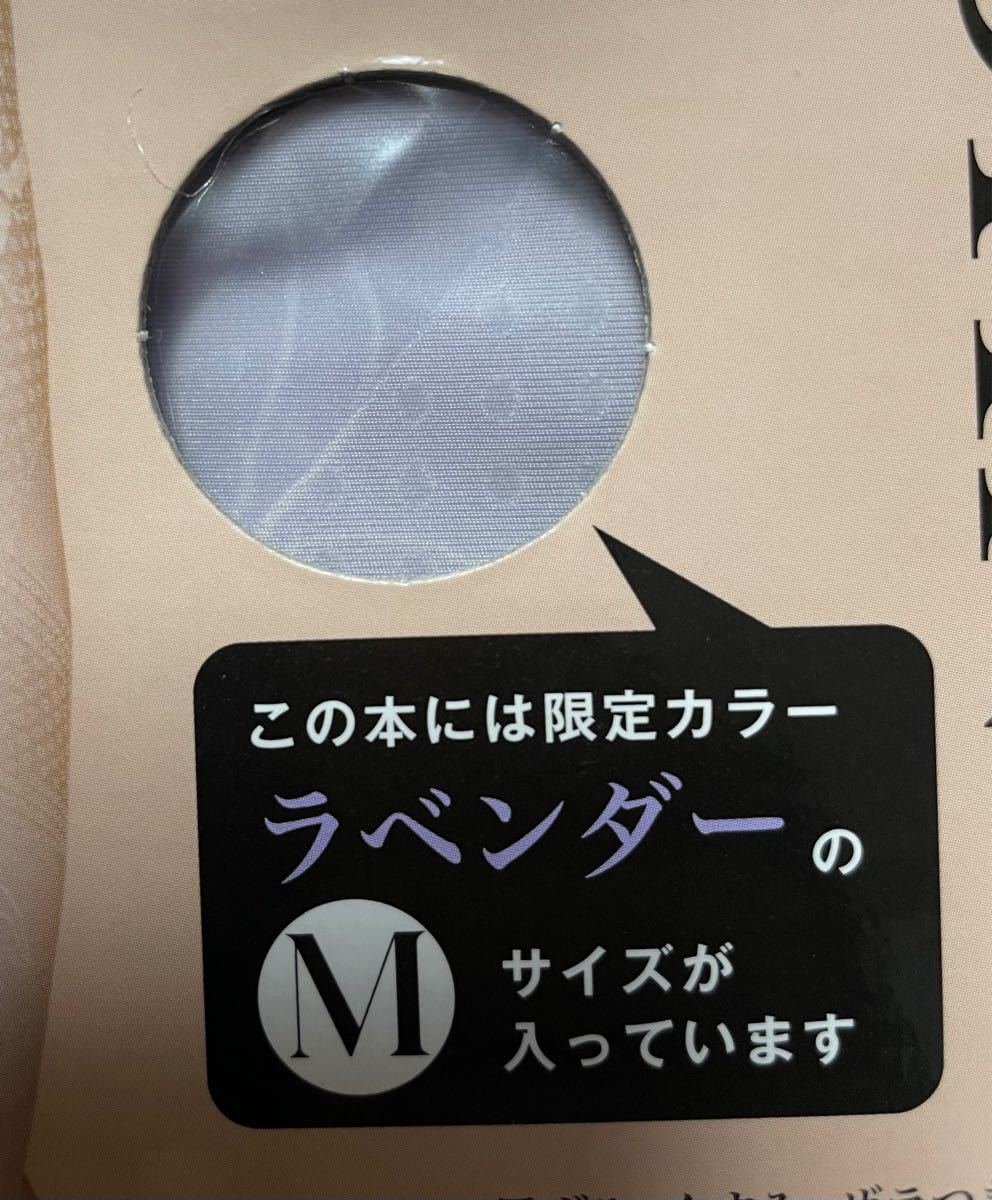 この本には限定カラー
ラベンダーの
M サイズが
入っています